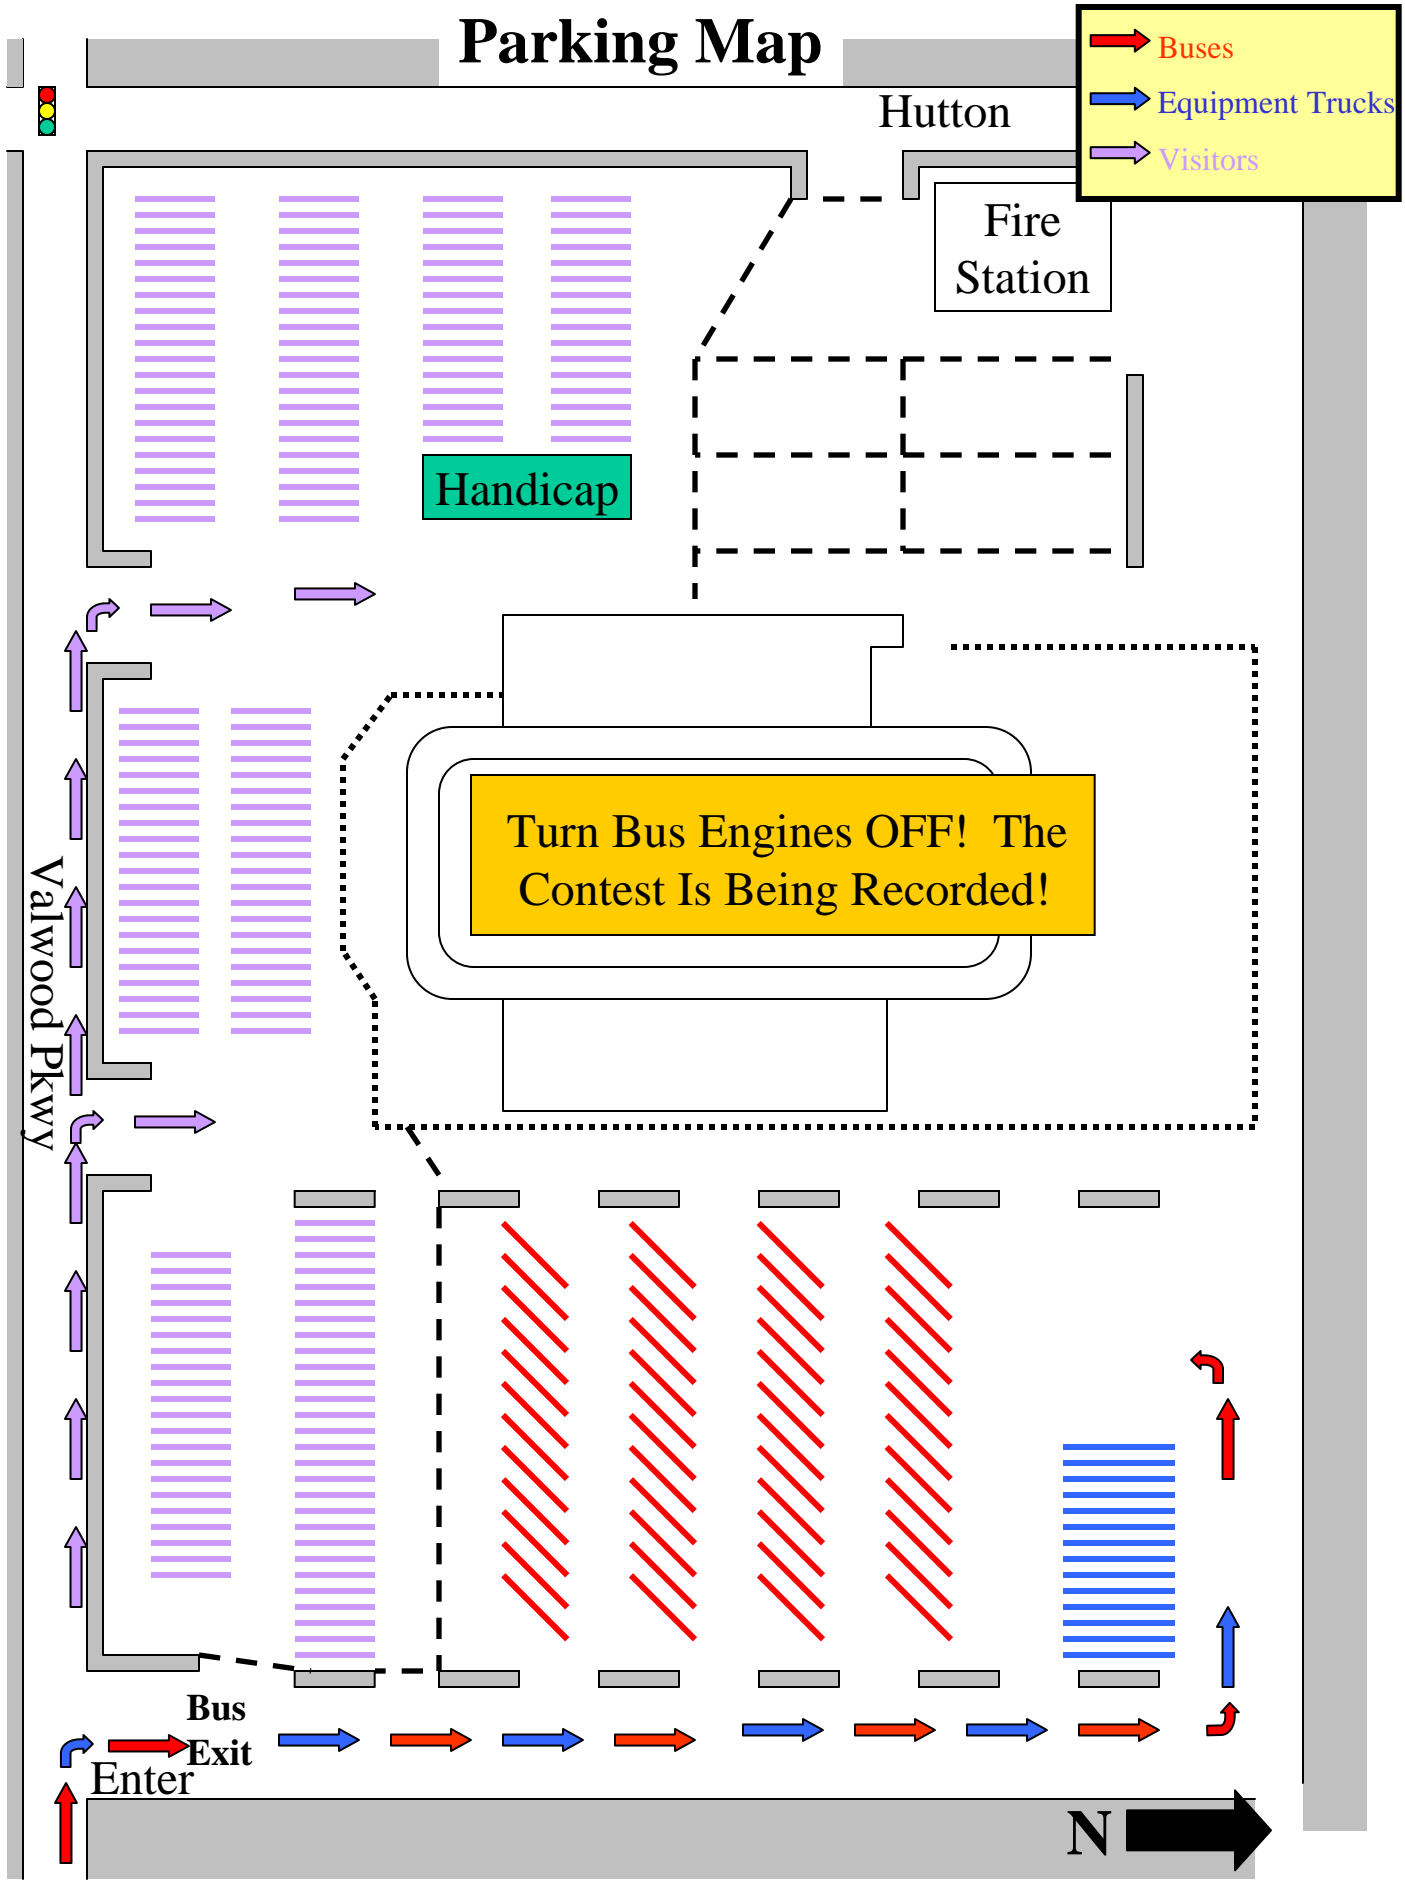 Parking Map
Buses
Equipment Trucks
Visitors
Hutton
Fire
Station
Handicap
Turn Bus Engines OFF!  The
Contest Is Being Recorded!
Valwood Pkwy
Bus
Exit
Enter
N